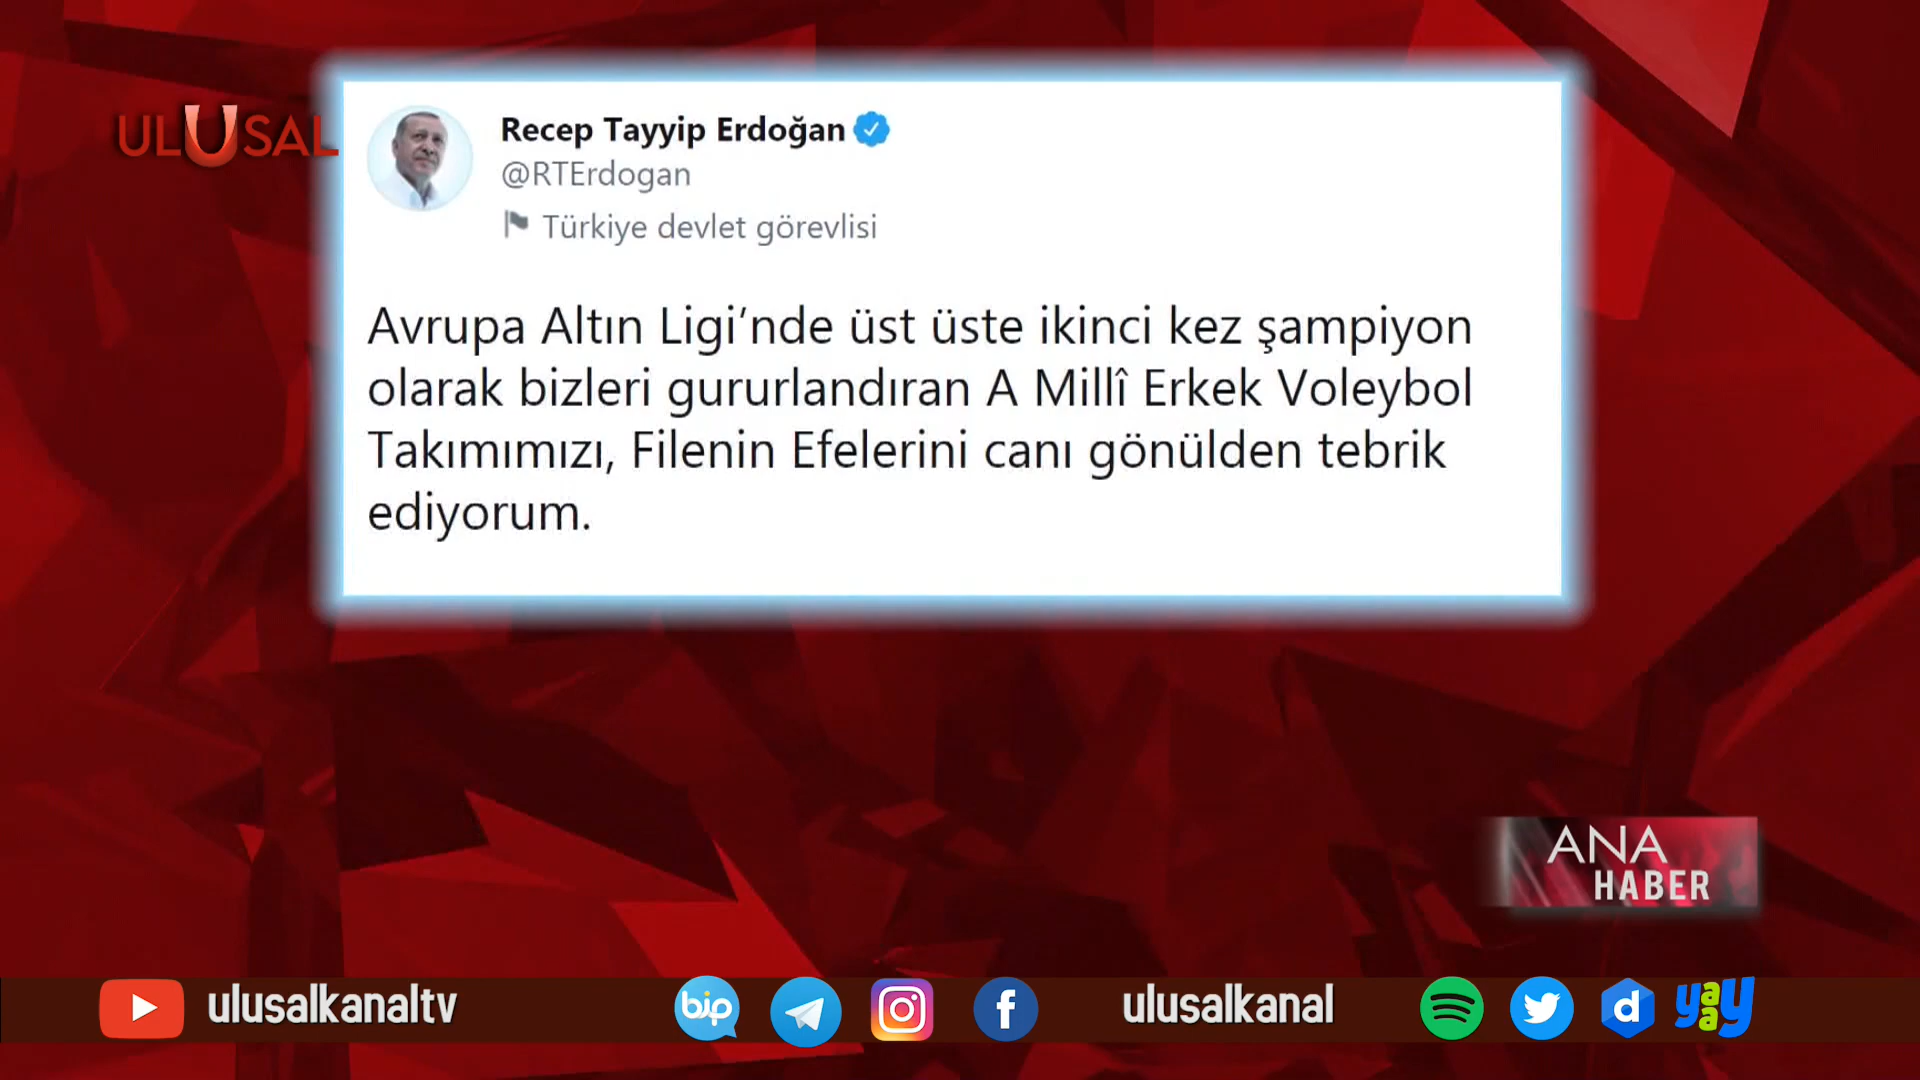 ULUSAL
Recep Tayyip Erdoğan
@RTErdogan
Türkiye devlet görevlisi
Avrupa Altın Ligi’nde üst üste ikinci kez şampiyon
olarak bizleri gururlandıran A Millî Erkek Voleybol
Takımımızı, Filenin Efelerini canı gönülden tebrik
ediyorum.
ANA
HABER
ulusalkanaltv
bip
f
ulusalkanal
d
yaay